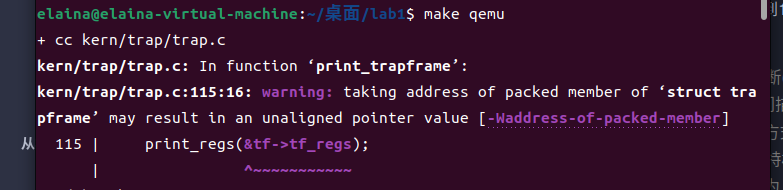 elaina@elaina-virtual-machine:~/桌面/lab1$ make qemu
+ cc kern/trap/trap.c
kern/trap/trap.c: In function ‘print_trapframe’:
kern/trap/trap.c:115:16: warning: taking address of packed member of ‘struct tra
pframe’ may result in an unaligned pointer value [-Waddress-of-packed-member]
从
  115 |     print_regs(&tf->tf_regs);
      |                ^~~~~~~~~~~~